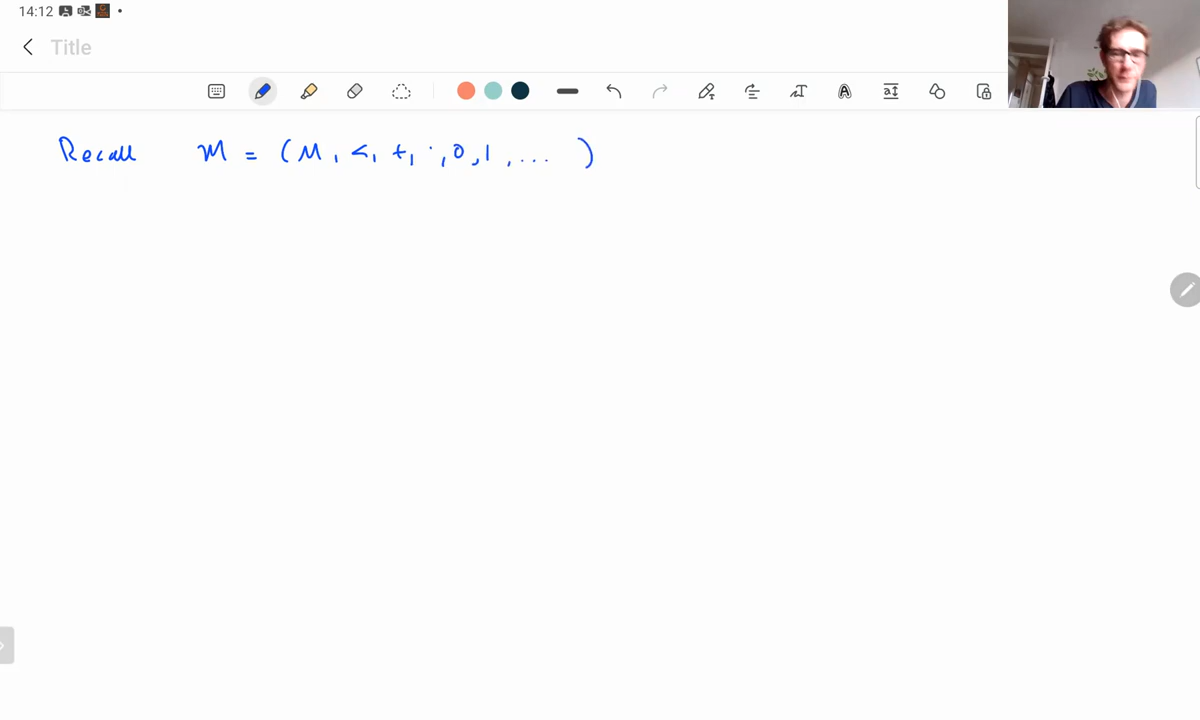 14:12
Title
Recall 𝓜 = (M, <, +, ·, 0, 1, ... )